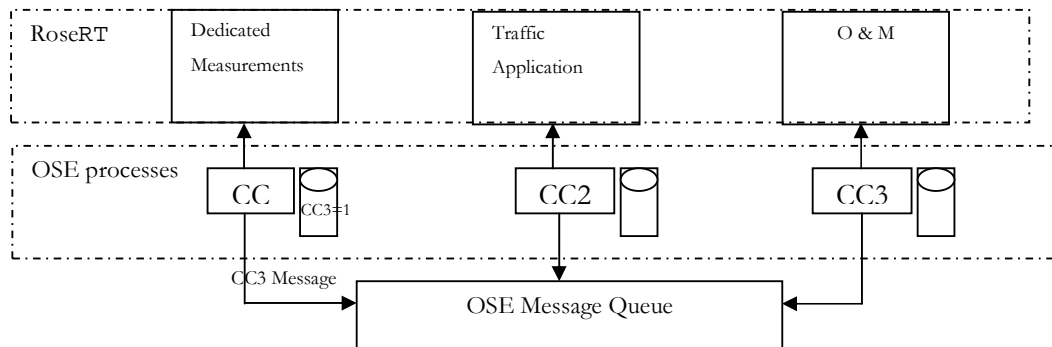 RoseRT
Dedicated
Measurements
Traffic
Application
O & M
OSE processes
CC
CC3=1
CC2
CC3
CC3 Message
OSE Message Queue